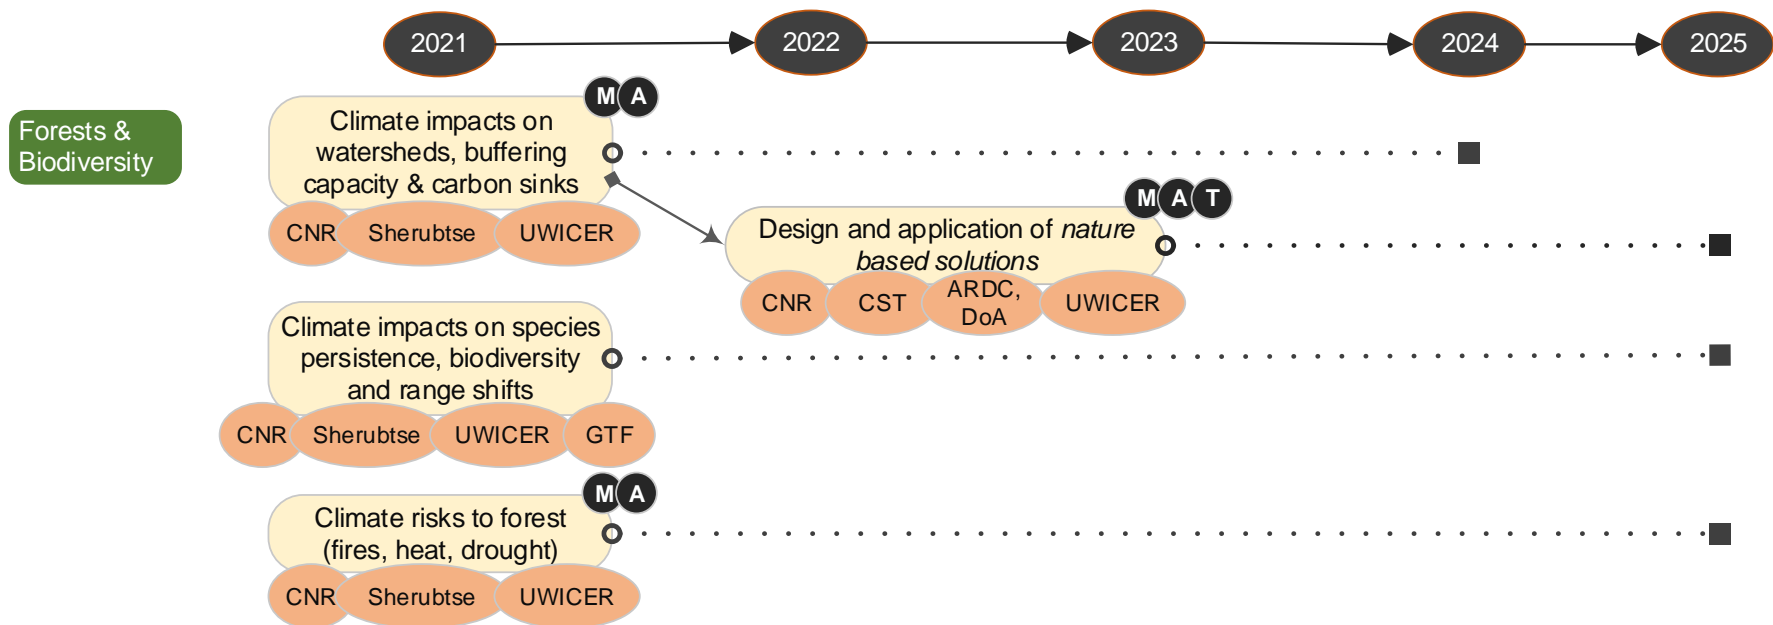 2021 2022 2023 2024 2025
Forests &
Biodiversity
M A
Climate impacts on
watersheds, buffering
capacity & carbon sinks
CNR Sherubtse UWICER
M A T
Design and application of nature
based solutions
CNR CST ARDC, DoA UWICER
Climate impacts on species
persistence, biodiversity
and range shifts
CNR Sherubtse UWICER GTF
M A
Climate risks to forest
(fires, heat, drought)
CNR Sherubtse UWICER